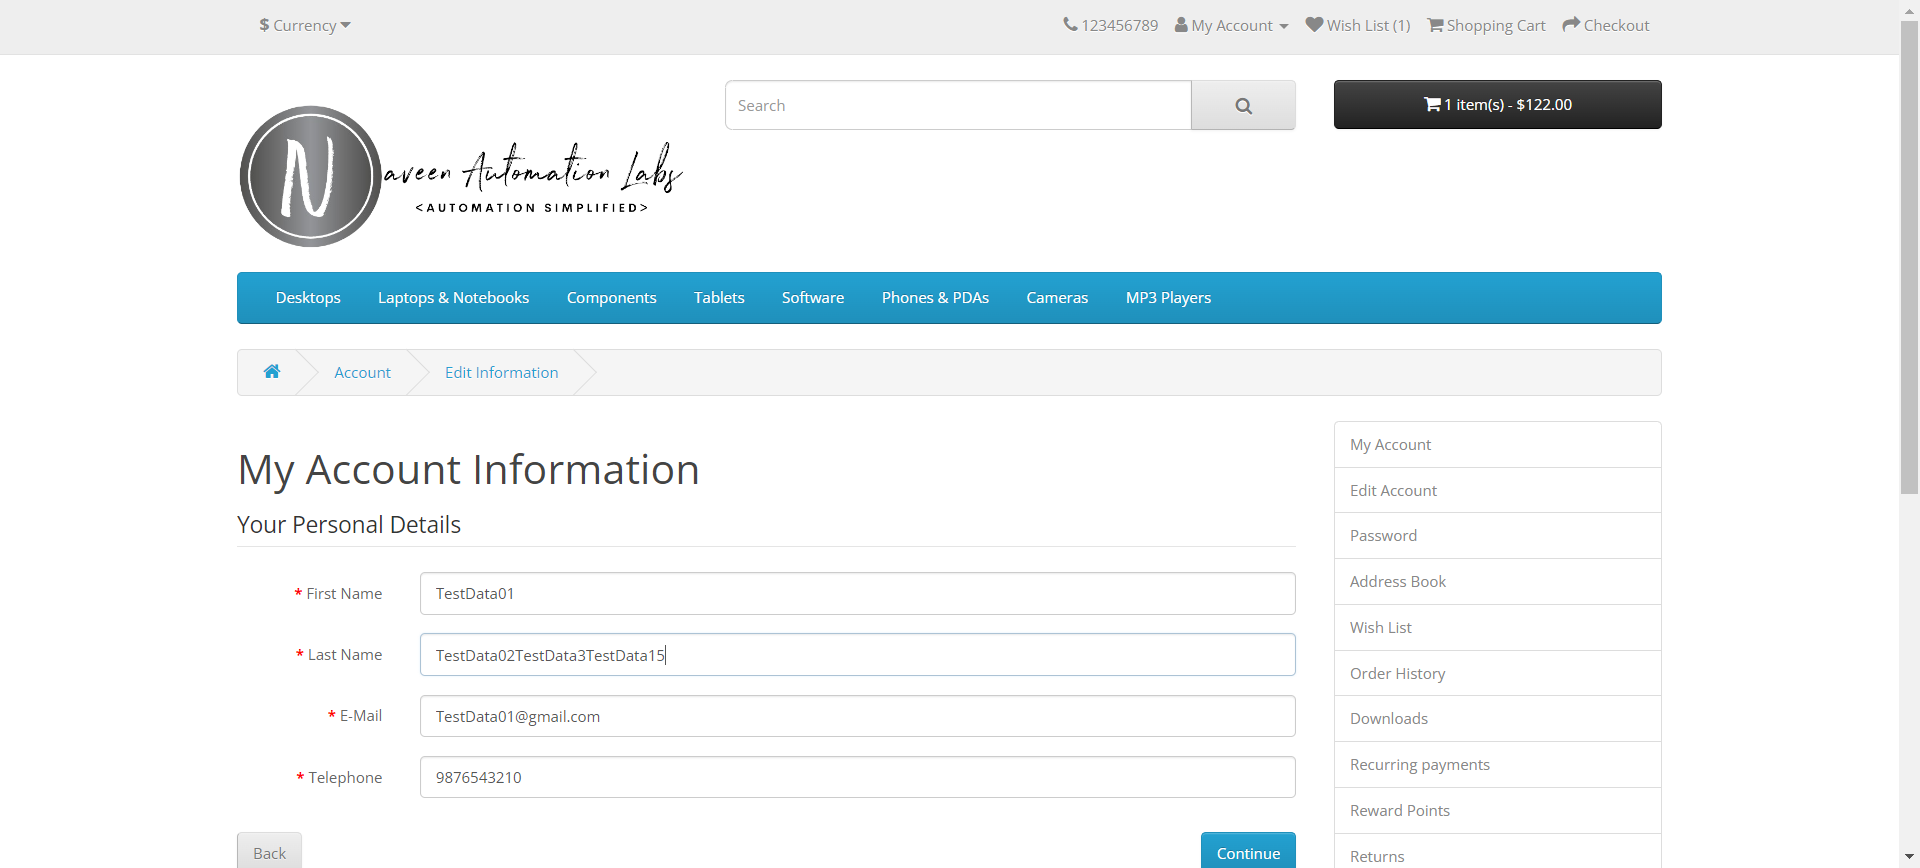 $ Currency
123456789 My Account Wish List (1) Shopping Cart Checkout
Search
1 item(s) - $122.00
N
aveen Automation Labs
<AUTOMATION SIMPLIFIED>
Desktops Laptops & Notebooks Components Tablets Software Phones & PDAs Cameras MP3 Players
Account Edit Information
My Account Information
Your Personal Details
* First Name TestData01
* Last Name TestData02TestData3TestData15
* E-Mail TestData01@gmail.com
* Telephone 9876543210
Back Continue
My Account
Edit Account
Password
Address Book
Wish List
Order History
Downloads
Recurring payments
Reward Points
Returns